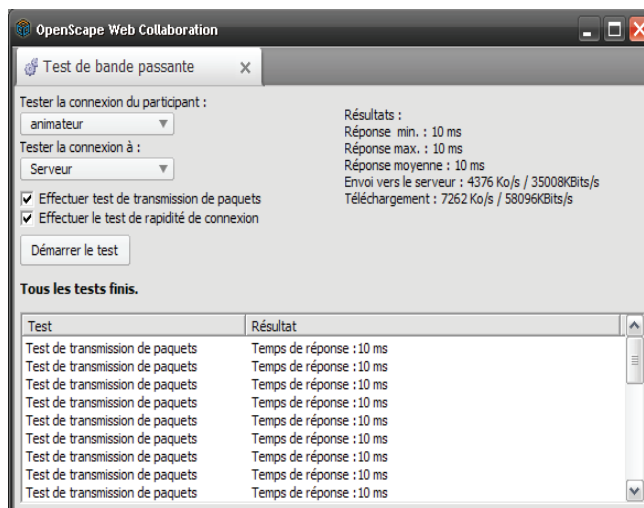 OpenScape Web Collaboration
Test de bande passante
Tester la connexion du participant :
animateur
Tester la connexion à :
Serveur
Effectuer test de transmission de paquets
Effectuer le test de rapidité de connexion
Démarrer le test
Résultats :
Réponse min. : 10 ms
Réponse max. : 10 ms
Réponse moyenne : 10 ms
Envoi vers le serveur : 4376 Ko/s / 35008KBits/s
Téléchargement : 7262 Ko/s / 58096KBits/s
Tous les tests finis.
Test Résultat
Test de transmission de paquets Temps de réponse :10 ms
Test de transmission de paquets Temps de réponse :10 ms
Test de transmission de paquets Temps de réponse :10 ms
Test de transmission de paquets Temps de réponse :10 ms
Test de transmission de paquets Temps de réponse :10 ms
Test de transmission de paquets Temps de réponse :10 ms
Test de transmission de paquets Temps de réponse :10 ms
Test de transmission de paquets Temps de réponse :10 ms
Test de transmission de paquets Temps de réponse :10 ms